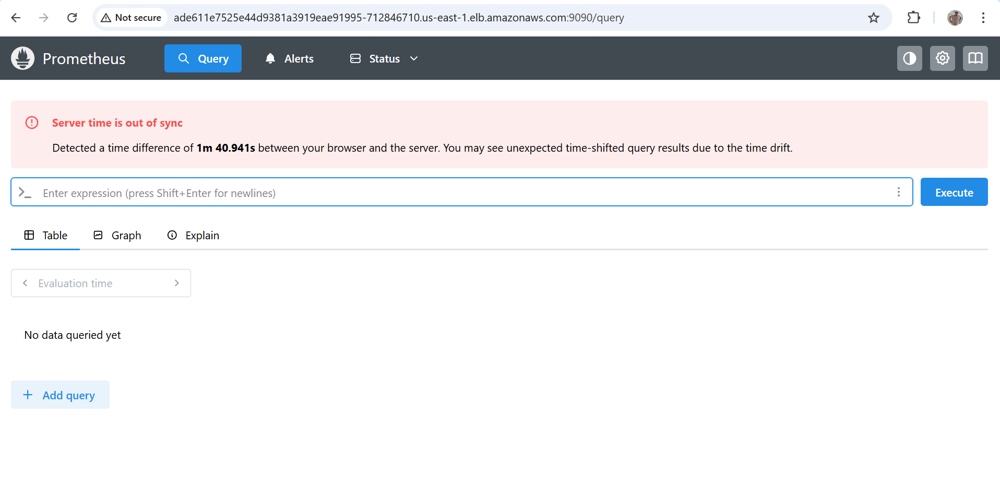 Not secure ade611e7525e44d9381a3919eae91995-712846710.us-east-1.elb.amazonaws.com:9090/query
Prometheus Query Alerts Status
Server time is out of sync
Detected a time difference of 1m 40.941s between your browser and the server. You may see unexpected time-shifted query results due to the time drift.
Enter expression (press Shift+Enter for newlines) Execute
Table Graph Explain
Evaluation time
No data queried yet
Add query